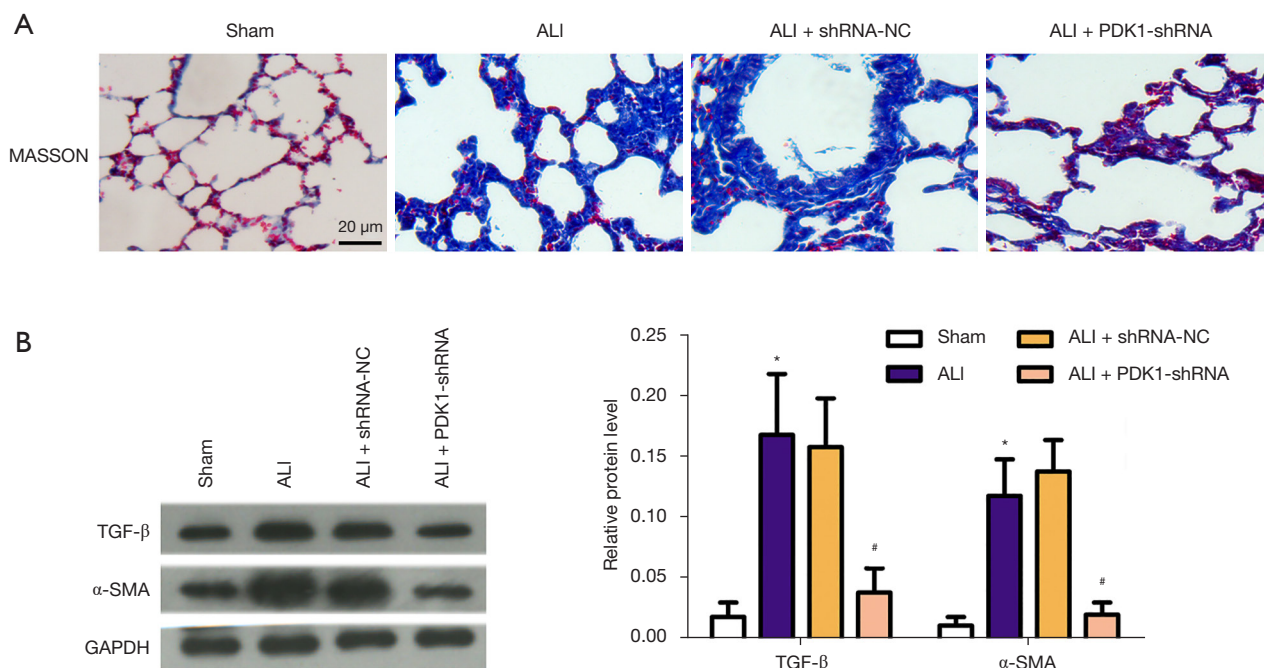 A
Sham
ALI
ALI + shRNA-NC
ALI + PDK1-shRNA
MASSON
20 µm
B
Sham
ALI
ALI + shRNA-NC
ALI + PDK1-shRNA
TGF-β
α-SMA
GAPDH
Relative protein level
0.25
0.20
0.15
0.10
0.05
0.00
Sham
ALI
ALI + shRNA-NC
ALI + PDK1-shRNA
*
#
*
#
TGF-β
α-SMA